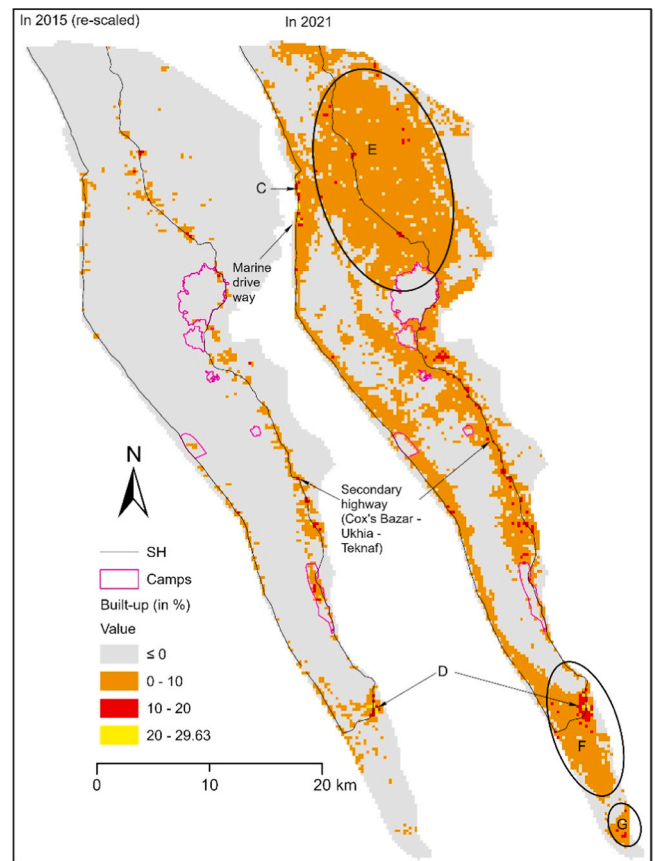 In 2015 (re-scaled)
In 2021
E
C
Marine
drive
way
N
Secondary
highway
(Cox's Bazar -
Ukhia -
Teknaf)
SH
Camps
Built-up (in %)
Value
≤ 0
0 - 10
10 - 20
20 - 29.63
D
F
0 10 20 km
G